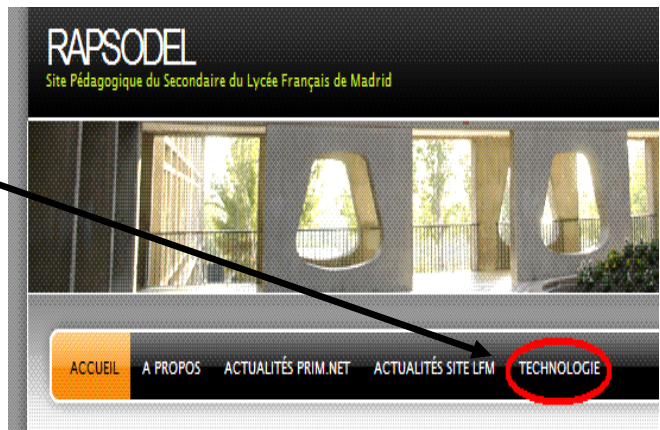 RAPSODEL
Site Pédagogique du Secondaire du Lycée Français de Madrid
ACCUEIL A PROPOS ACTUALITÉS PRIM.NET ACTUALITÉS SITE LFM TECHNOLOGIE